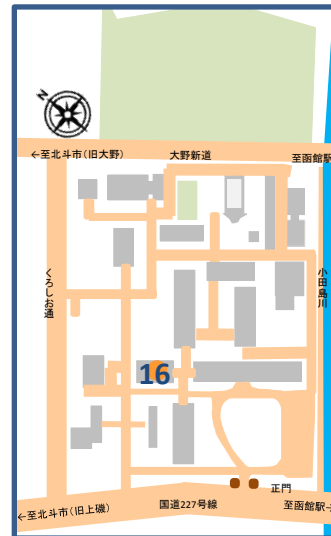 N
←至北斗市(旧大野)
大野新道
至函館駅
くろしお通
小田島川
16
正門
国道227号線
←至北斗市(旧上磯)
至函館駅→